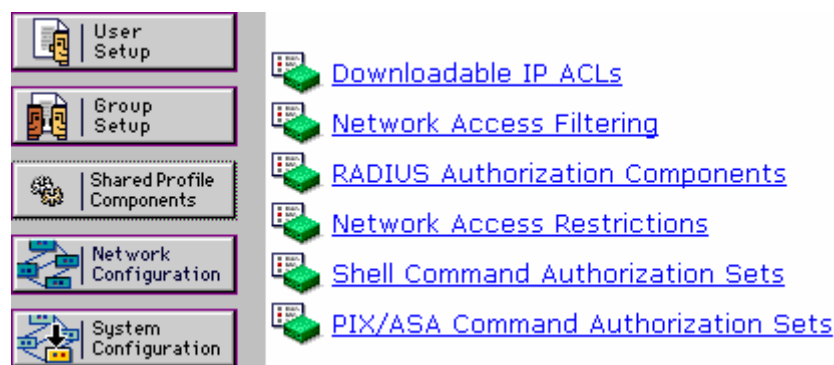 User
Setup
Group
Setup
Shared Profile
Components
Network
Configuration
System
Configuration
Downloadable IP ACLs
Network Access Filtering
RADIUS Authorization Components
Network Access Restrictions
Shell Command Authorization Sets
PIX/ASA Command Authorization Sets